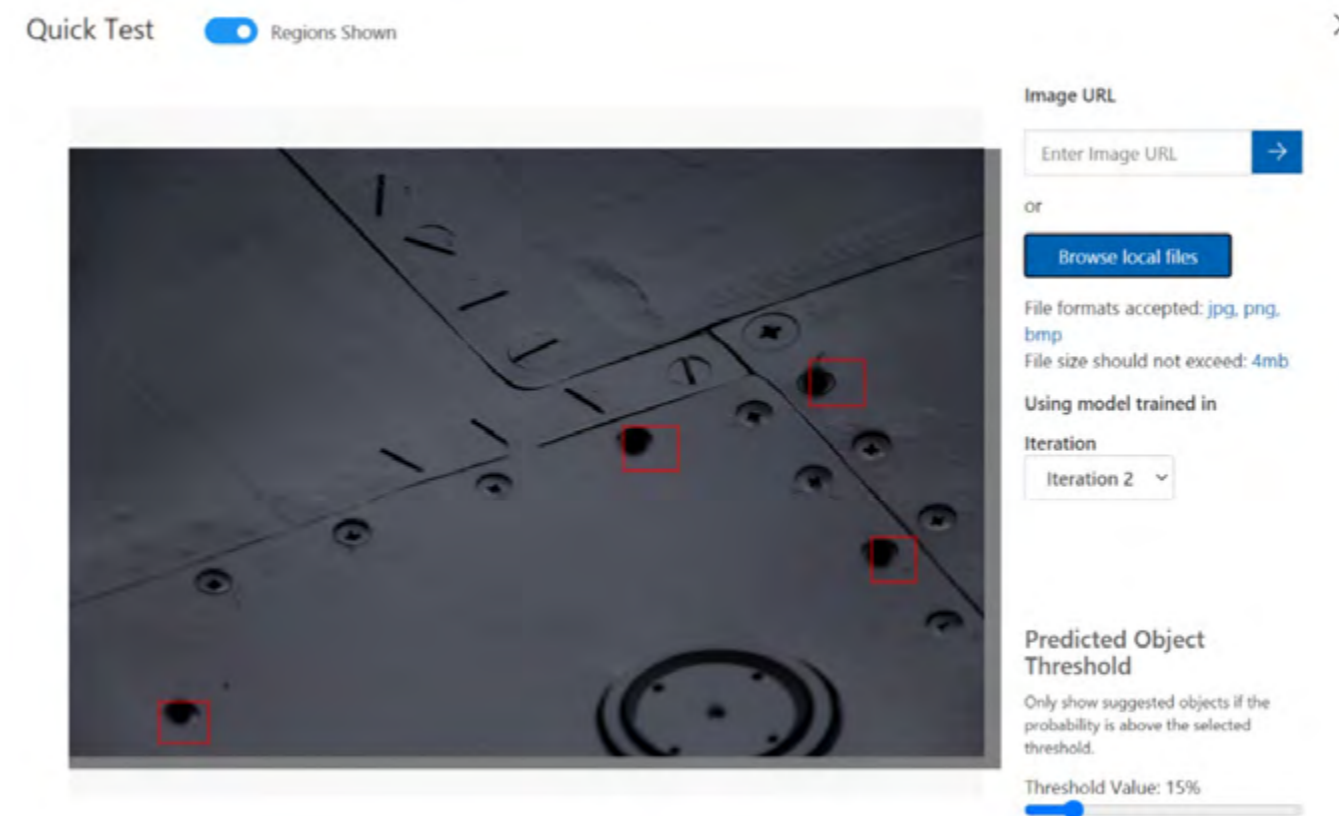 Quick Test
Regions Shown
Image URL
Enter Image URL
or
Browse local files
File formats accepted: jpg, png,
bmp
File size should not exceed: 4mb
Using model trained in
Iteration
Iteration 2
Predicted Object
Threshold
Only show suggested objects if the
probability is above the selected
threshold.
Threshold Value: 15%